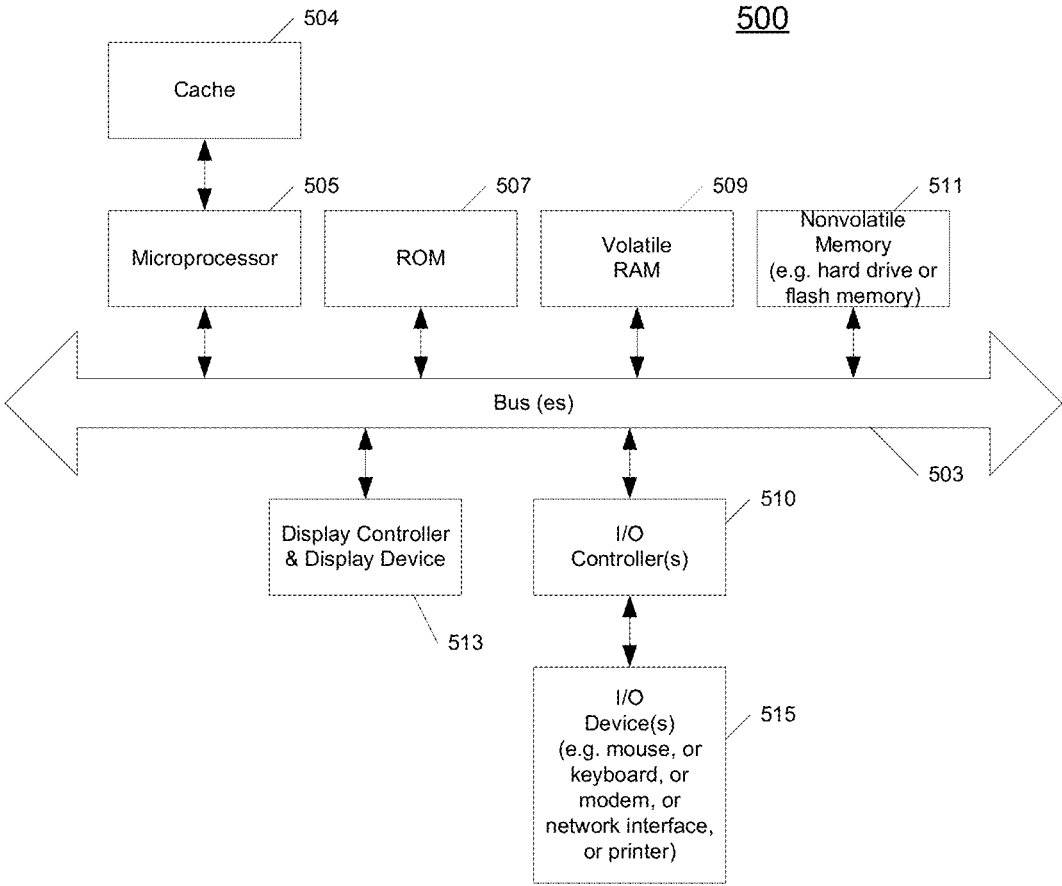 500
504
Cache
505
507
509
511
Microprocessor
ROM
Volatile
RAM
Nonvolatile
Memory
(e.g. hard drive or
flash memory)
Bus (es)
503
510
Display Controller
& Display Device
I/O
Controller(s)
513
I/O
Device(s)
(e.g. mouse, or
keyboard, or
modem, or
network interface,
or printer)
515